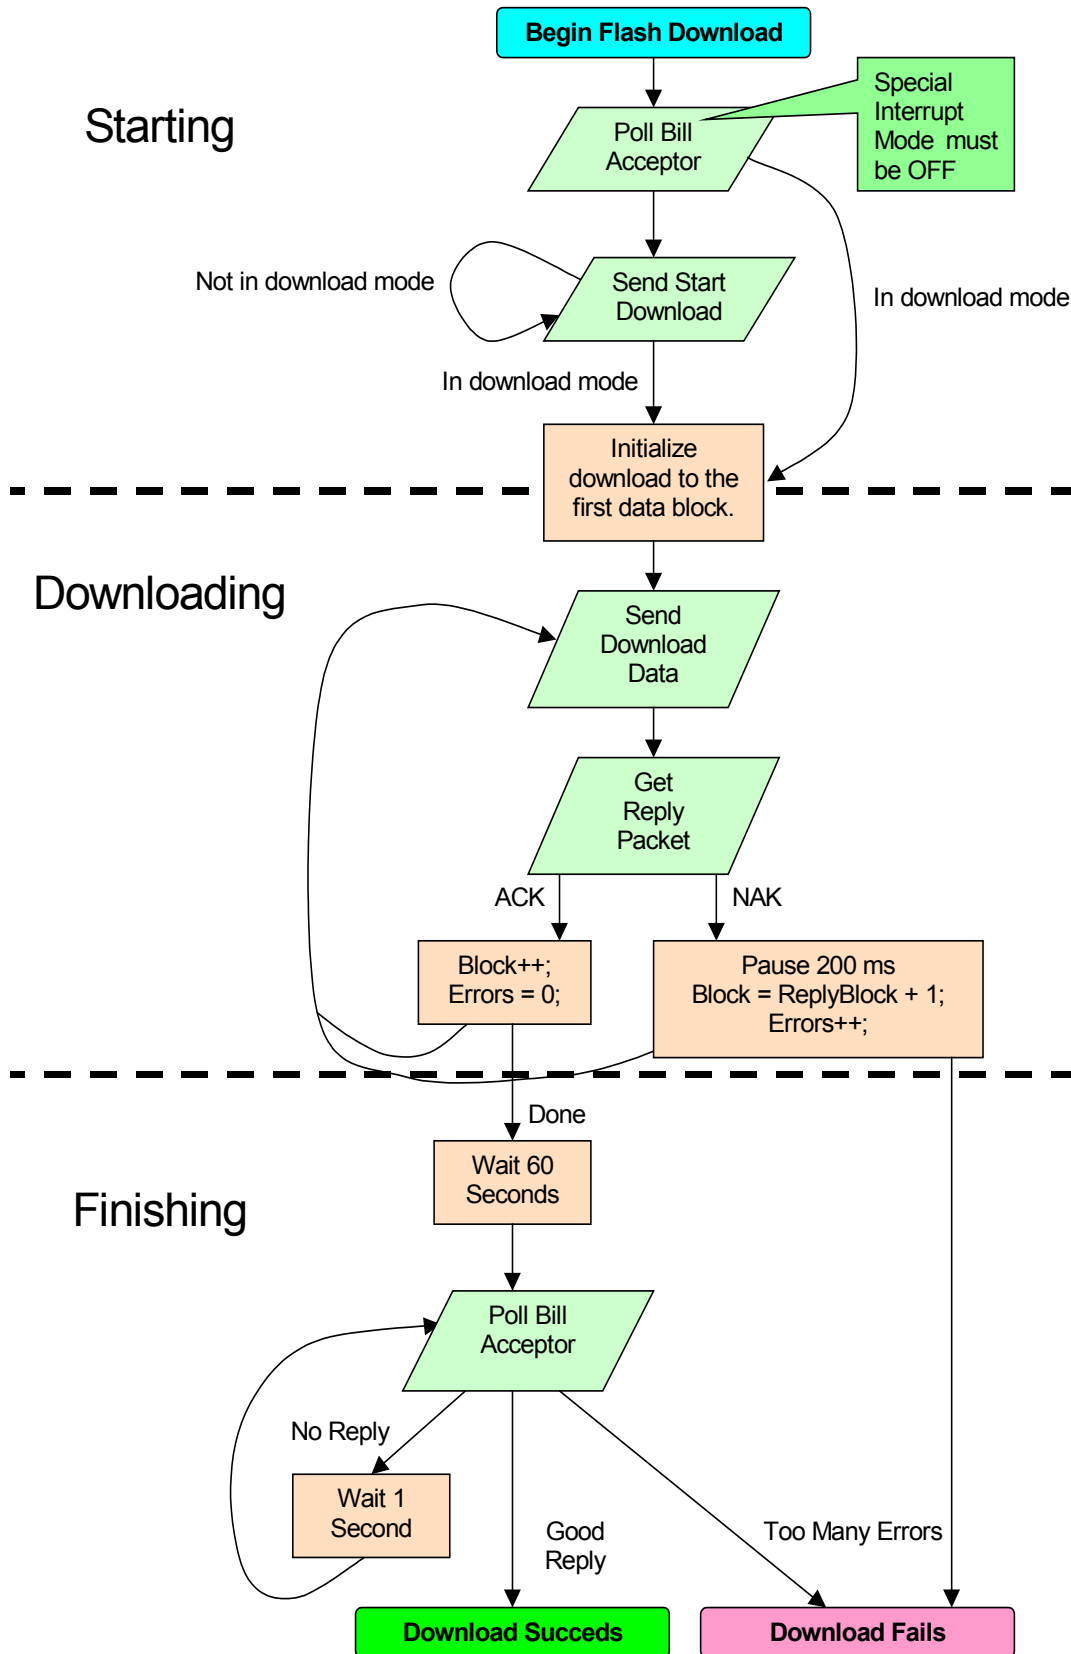 Begin Flash Download
Starting
Special
Interrupt
Mode must
be OFF
Poll Bill
Acceptor
Not in download mode
Send Start
Download
In download mode
In download mode
Initialize
download to the
first data block.
Downloading
Send
Download
Data
Get
Reply
Packet
ACK
NAK
Block++;
Errors = 0;
Pause 200 ms
Block = ReplyBlock + 1;
Errors++;
Done
Wait 60
Seconds
Finishing
Poll Bill
Acceptor
No Reply
Wait 1
Second
Good
Reply
Too Many Errors
Download Succeds
Download Fails